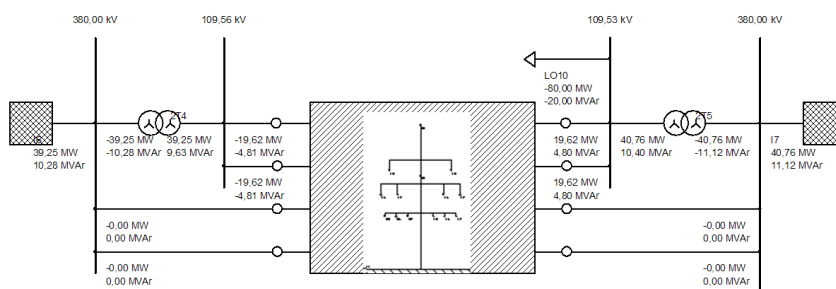 380,00 kV
109,56 kV
109,53 kV
380,00 kV
LO10
-80,00 MW
-20,00 MVAr
2T4
2T5
I6
39,25 MW
10,28 MVAr
-39,25 MW
-10,28 MVAr
39,25 MW
9,63 MVAr
-19,62 MW
-4,81 MVAr
19,62 MW
4,80 MVAr
40,76 MW
10,40 MVAr
-40,76 MW
-11,12 MVAr
I7
40,76 MW
11,12 MVAr
-19,62 MW
-4,81 MVAr
19,62 MW
4,80 MVAr
-0,00 MW
0,00 MVAr
-0,00 MW
0,00 MVAr
-0,00 MW
0,00 MVAr
-0,00 MW
0,00 MVAr